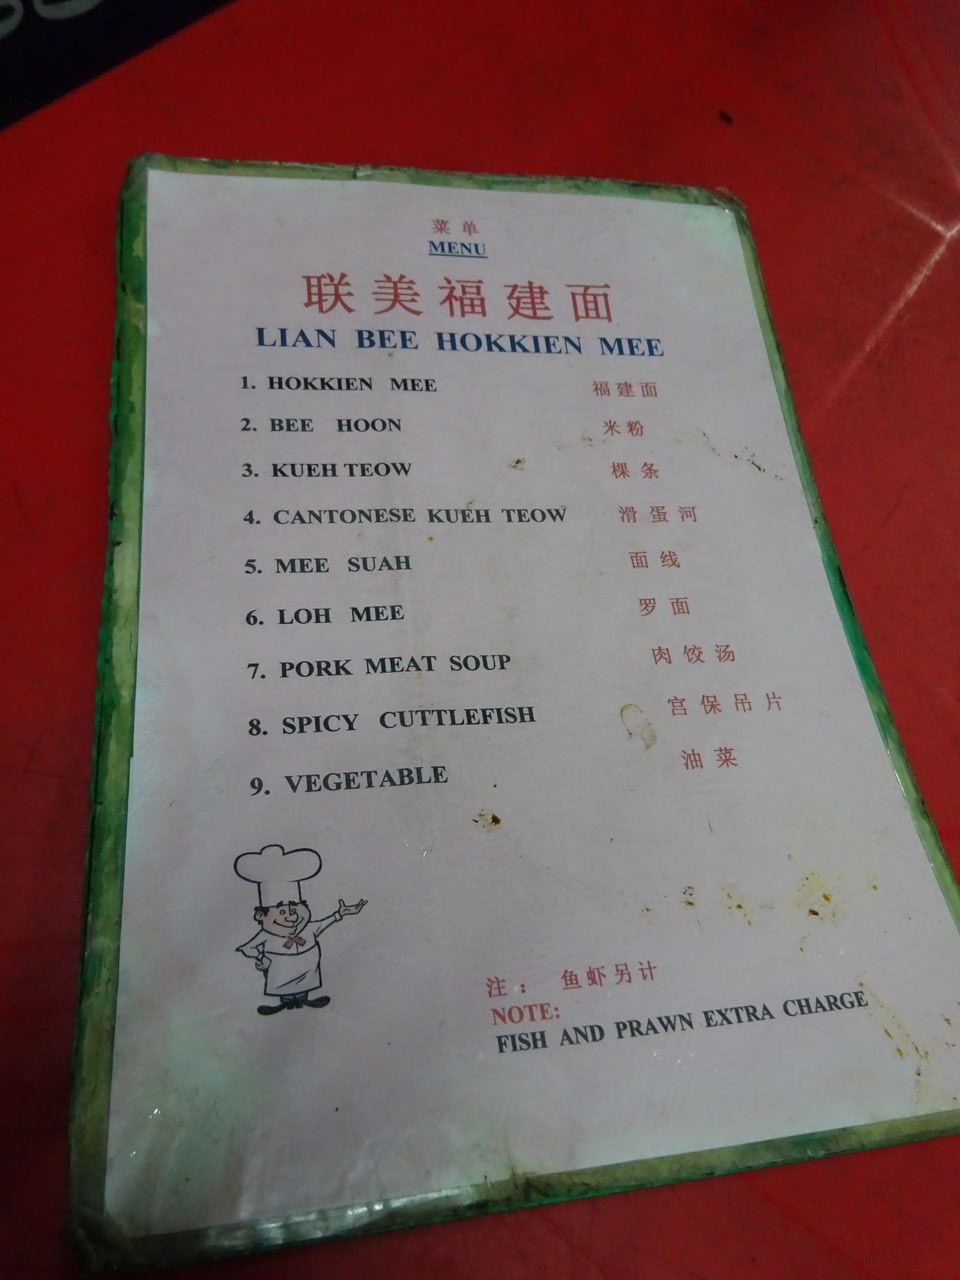 菜单
MENU
联美福建面
LIAN BEE HOKKIEN MEE
1. HOKKIEN MEE 福建面
2. BEE HOON 米粉
3. KUEH TEOW 粿条
4. CANTONESE KUEH TEOW 滑蛋河
5. MEE SUAH 面线
6. LOH MEE 罗面
7. PORK MEAT SOUP 肉饺汤
8. SPICY CUTTLEFISH 宫保吊片
9. VEGETABLE 油菜
注： 鱼虾另计
NOTE:
FISH AND PRAWN EXTRA CHARGE